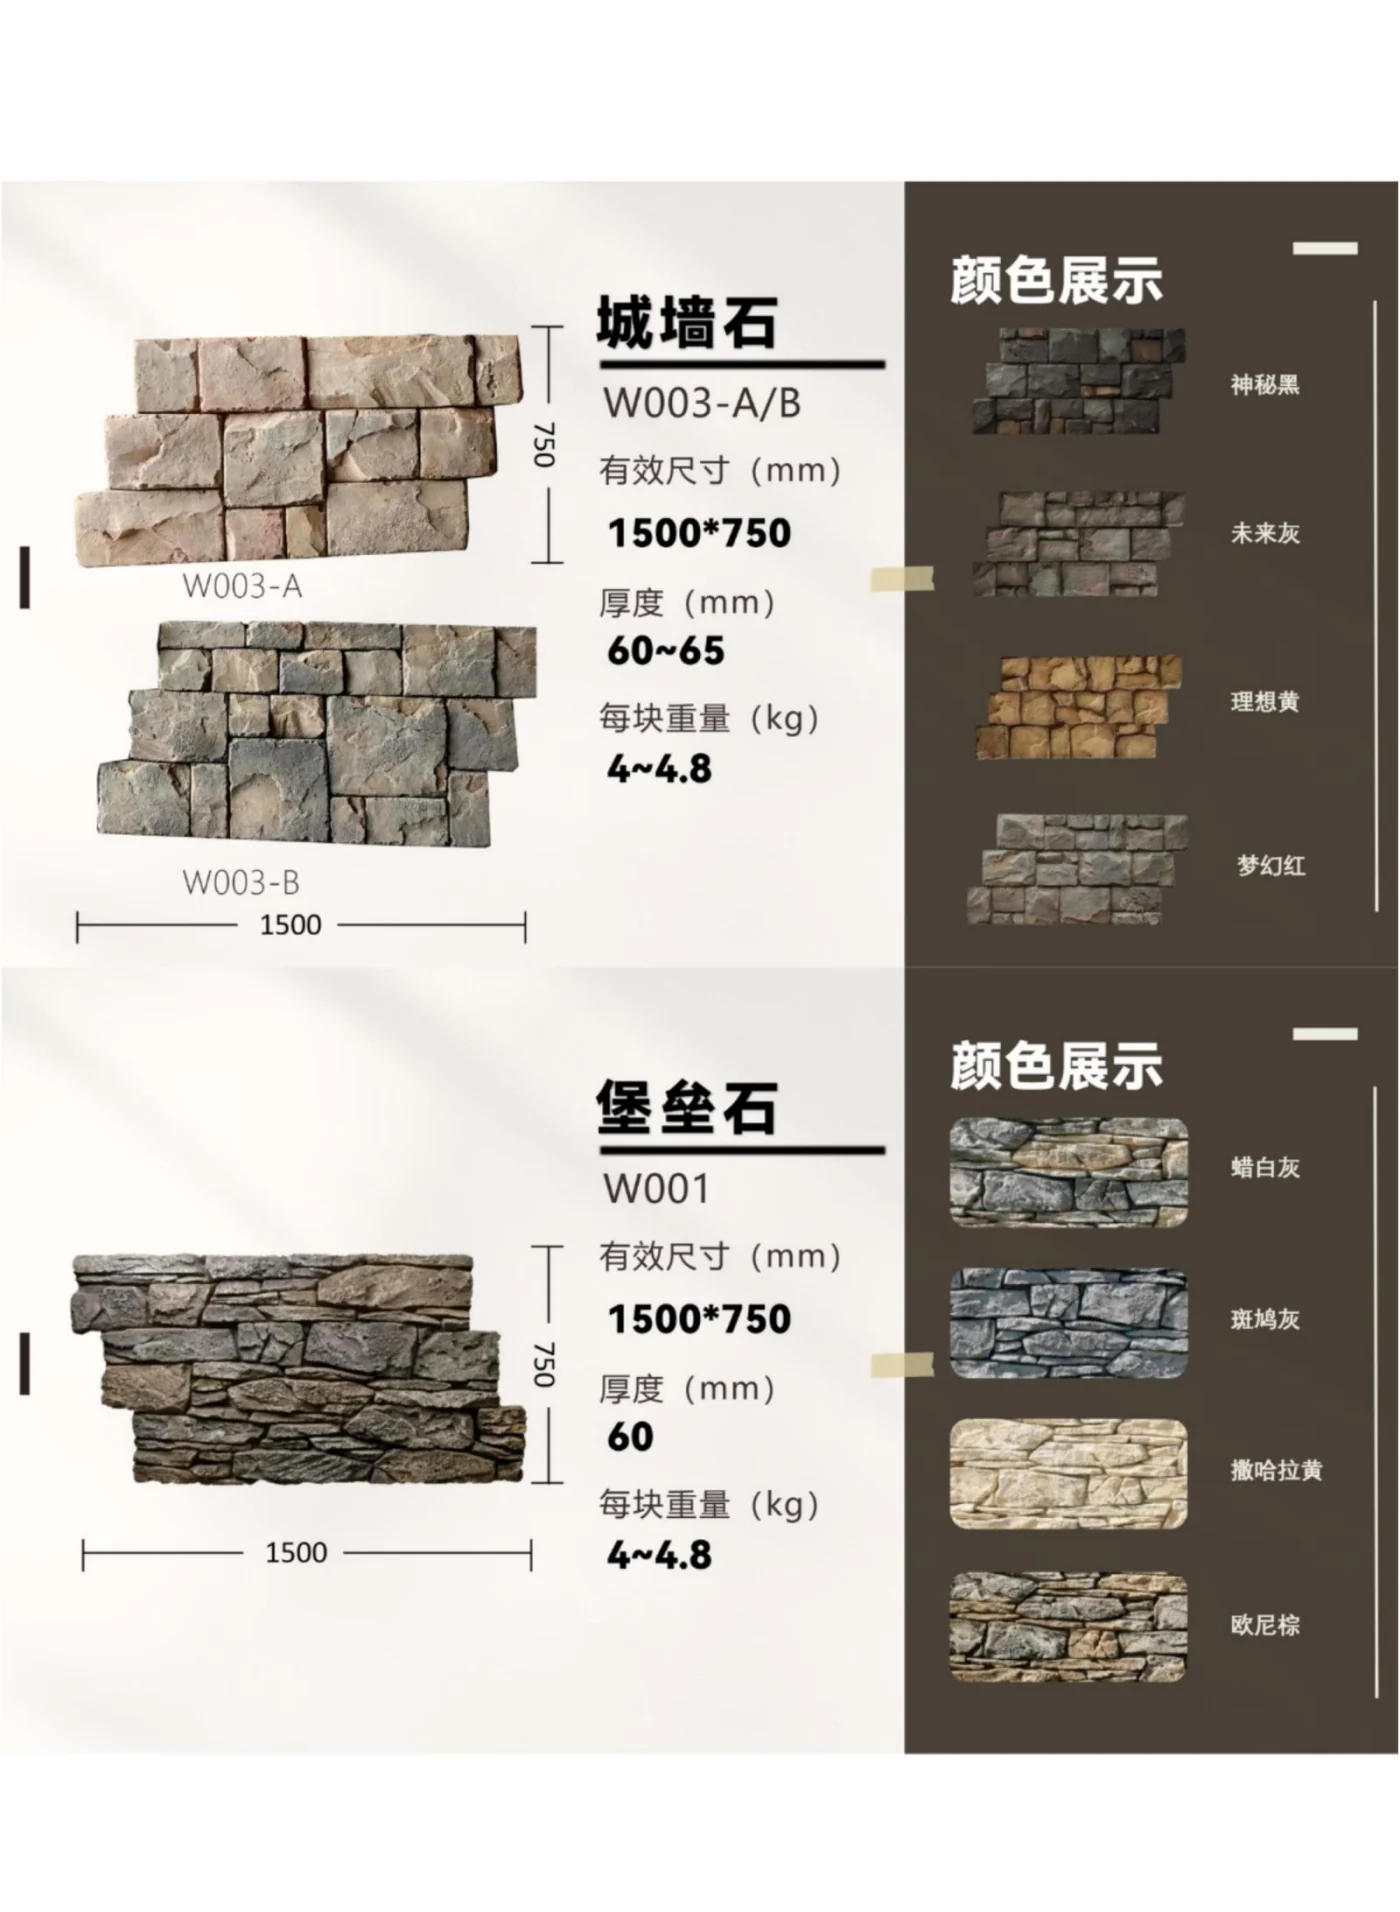 城墙石
W003-A/B
有效尺寸（mm）
1500*750
厚度（mm）
60~65
每块重量（kg）
4~4.8
750
W003-A
W003-B
1500
颜色展示
神秘黑
未来灰
理想黄
梦幻红
堡垒石
W001
有效尺寸（mm）
1500*750
厚度（mm）
60
每块重量（kg）
4~4.8
750
1500
颜色展示
蜡白灰
斑鸠灰
撒哈拉黄
欧尼棕